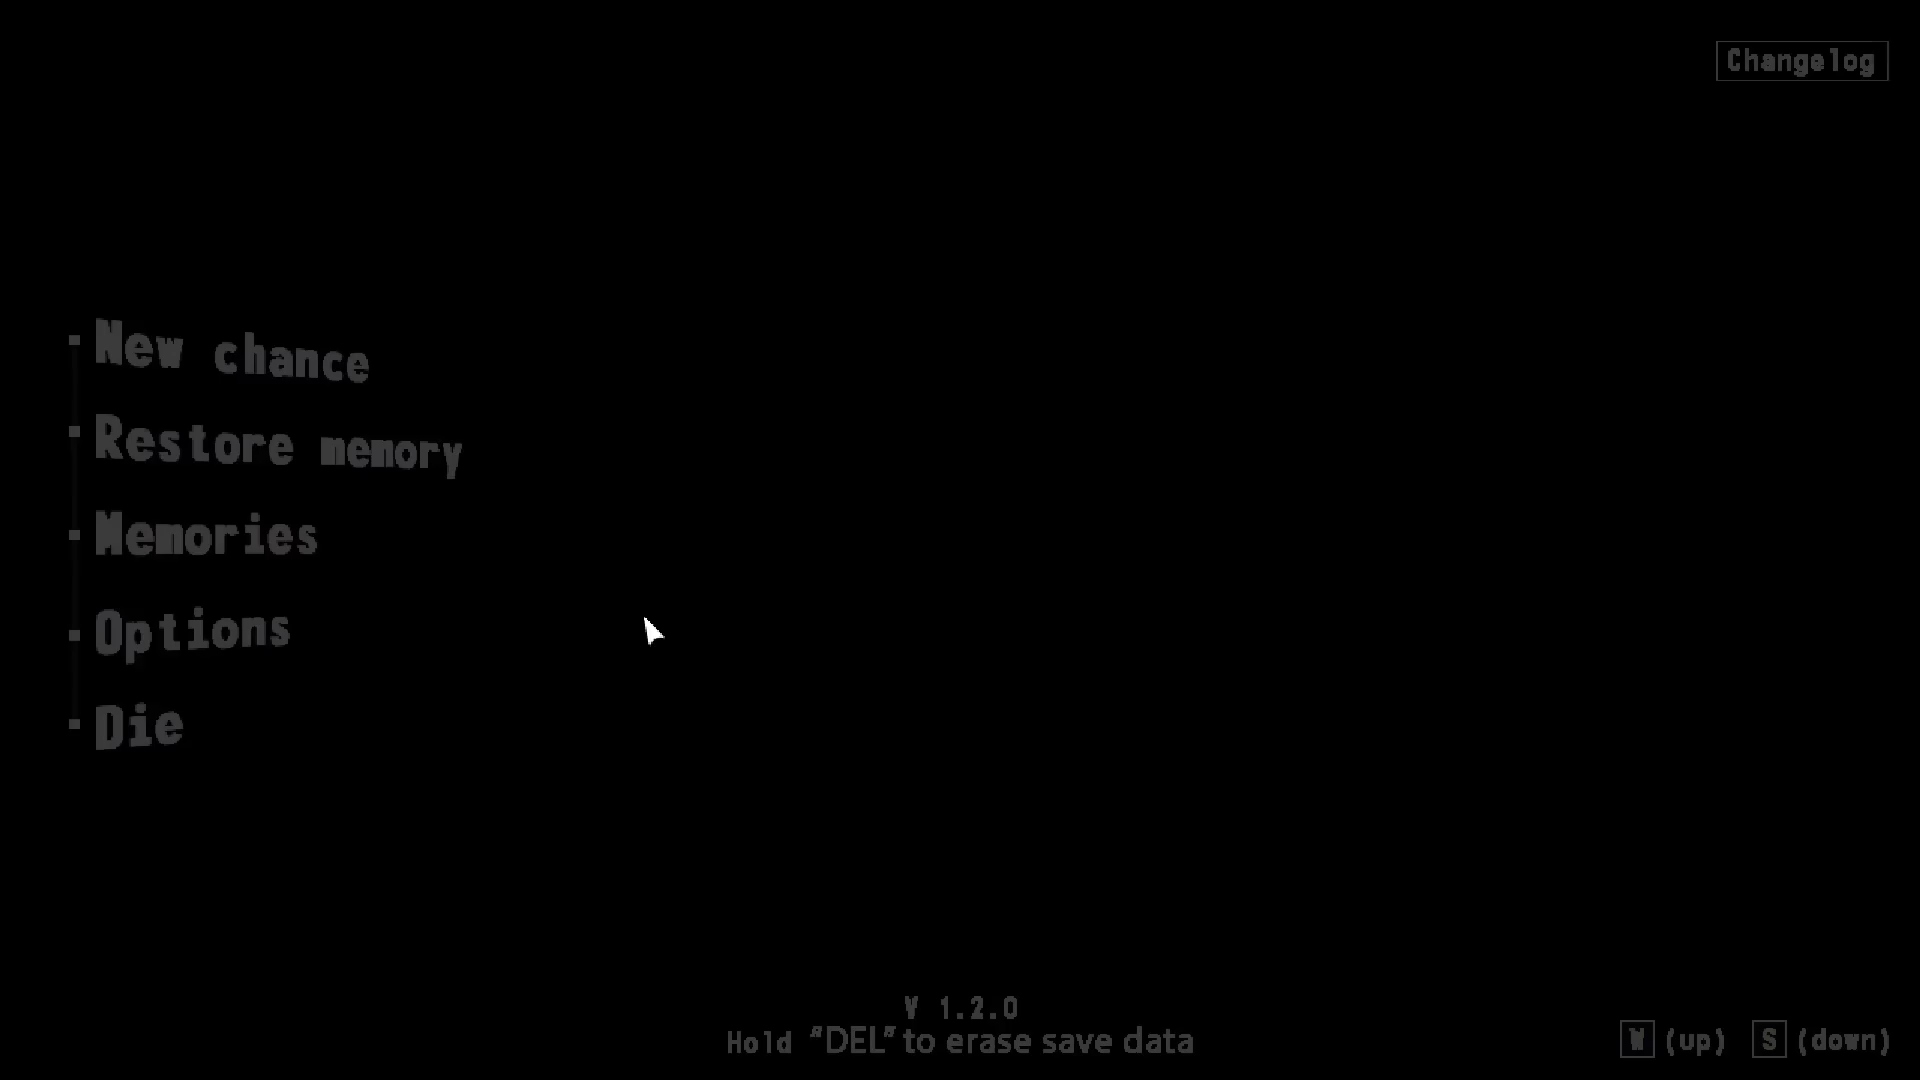 Changelog
New chance
Restore memory
Memories
Options
Die
V 1.2.0
Hold “DEL” to erase save data
W (up) S (down)